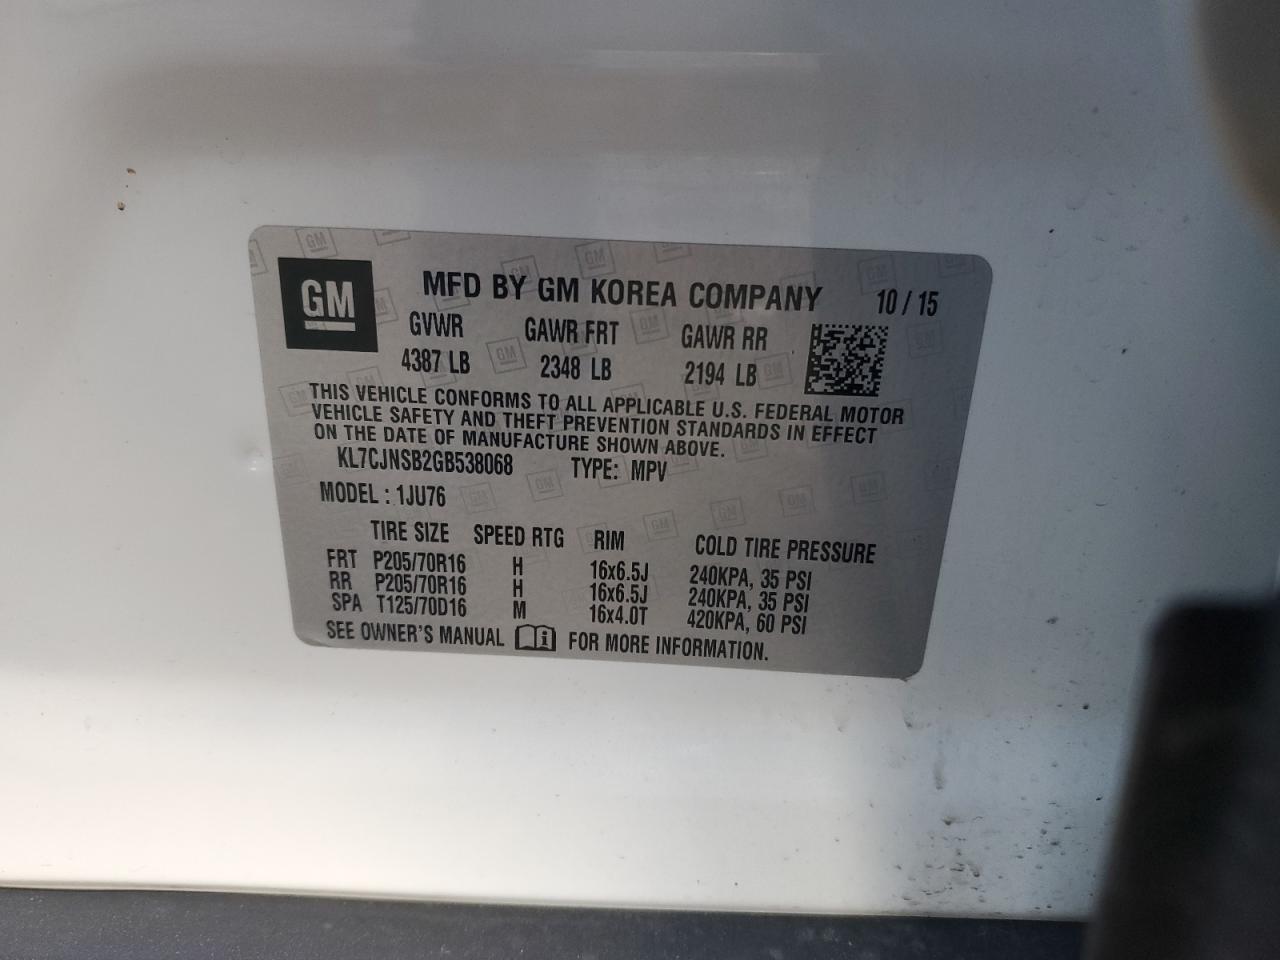 GM
MFD BY GM KOREA COMPANY 10 / 15
GVWR GAWR FRT GAWR RR
4387 LB 2348 LB 2194 LB
THIS VEHICLE CONFORMS TO ALL APPLICABLE U.S. FEDERAL MOTOR
VEHICLE SAFETY AND THEFT PREVENTION STANDARDS IN EFFECT
ON THE DATE OF MANUFACTURE SHOWN ABOVE.
KL7CJNSB2GB538068 TYPE: MPV
MODEL : 1JU76
TIRE SIZE SPEED RTG RIM COLD TIRE PRESSURE
FRT P205/70R16 H 16x6.5J 240KPA, 35 PSI
RR P205/70R16 H 16x6.5J 240KPA, 35 PSI
SPA T125/70D16 M 16x4.0T 420KPA, 60 PSI
SEE OWNER'S MANUAL FOR MORE INFORMATION.